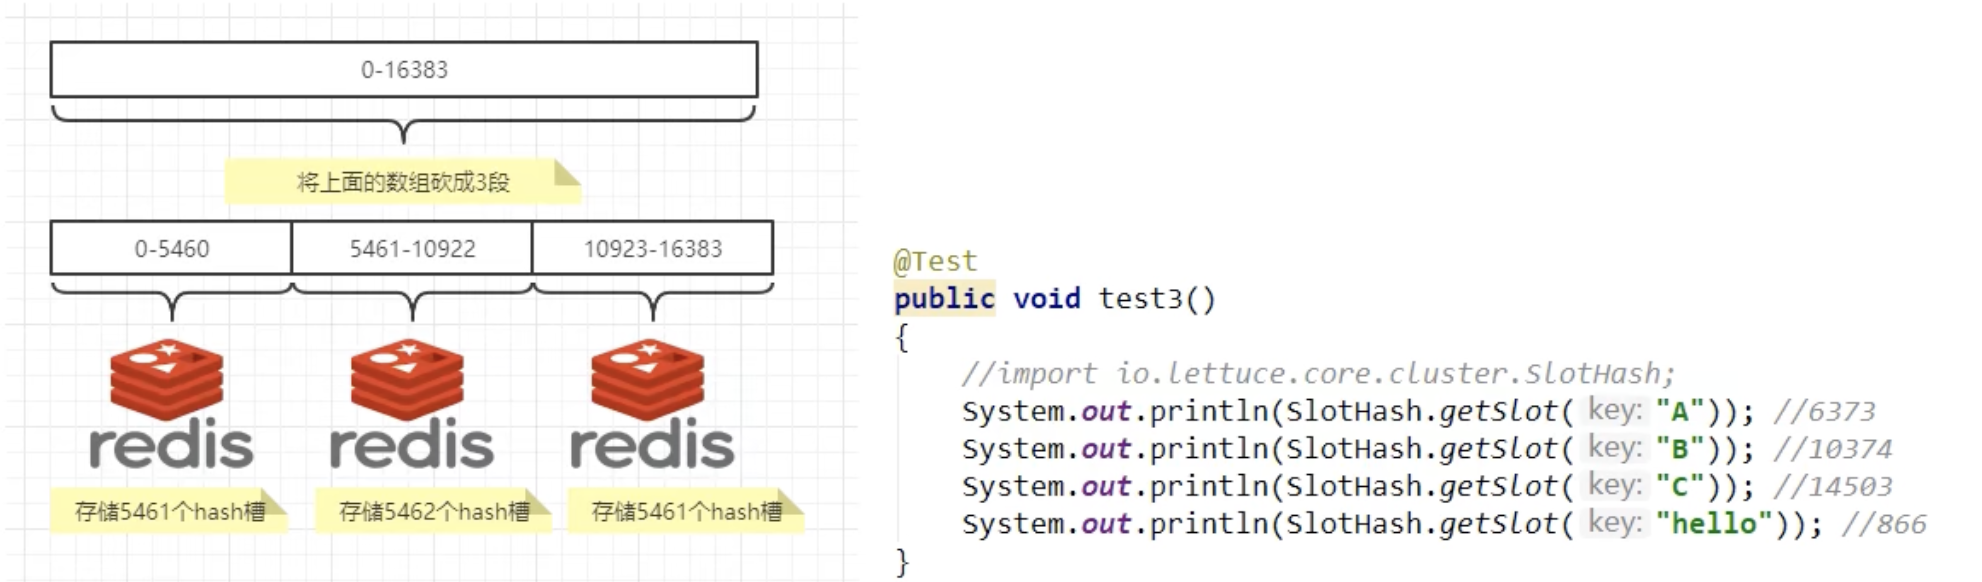 0-16383
将上面的数组砍成3段
0-5460
5461-10922
10923-16383
redis
redis
redis
存储5461个hash槽
存储5462个hash槽
存储5461个hash槽
@Test
public void test3()
{
//import io.lettuce.core.cluster.SlotHash;
System.out.println(SlotHash.getSlot( key: "A")); //6373
System.out.println(SlotHash.getSlot( key: "B")); //10374
System.out.println(SlotHash.getSlot( key: "C")); //14503
System.out.println(SlotHash.getSlot( key: "hello")); //866
}